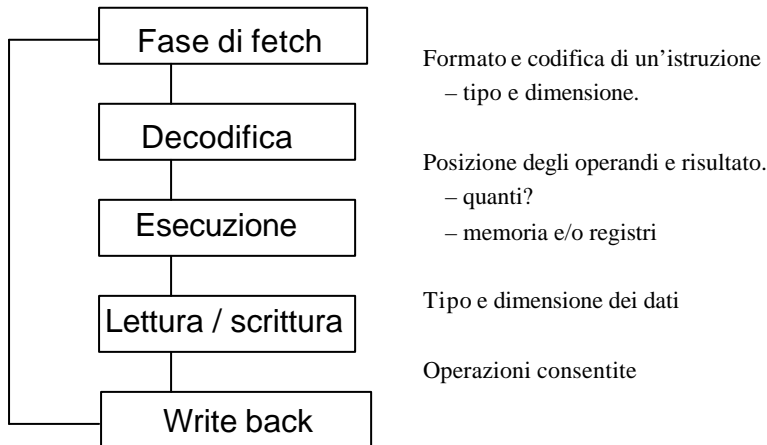 Fase di fetch
Decodifica
Esecuzione
Lettura / scrittura
Write back
Formato e codifica di un’istruzione
– tipo e dimensione.
Posizione degli operandi e risultato.
– quanti?
– memoria e/o registri
Tipo e dimensione dei dati
Operazioni consentite